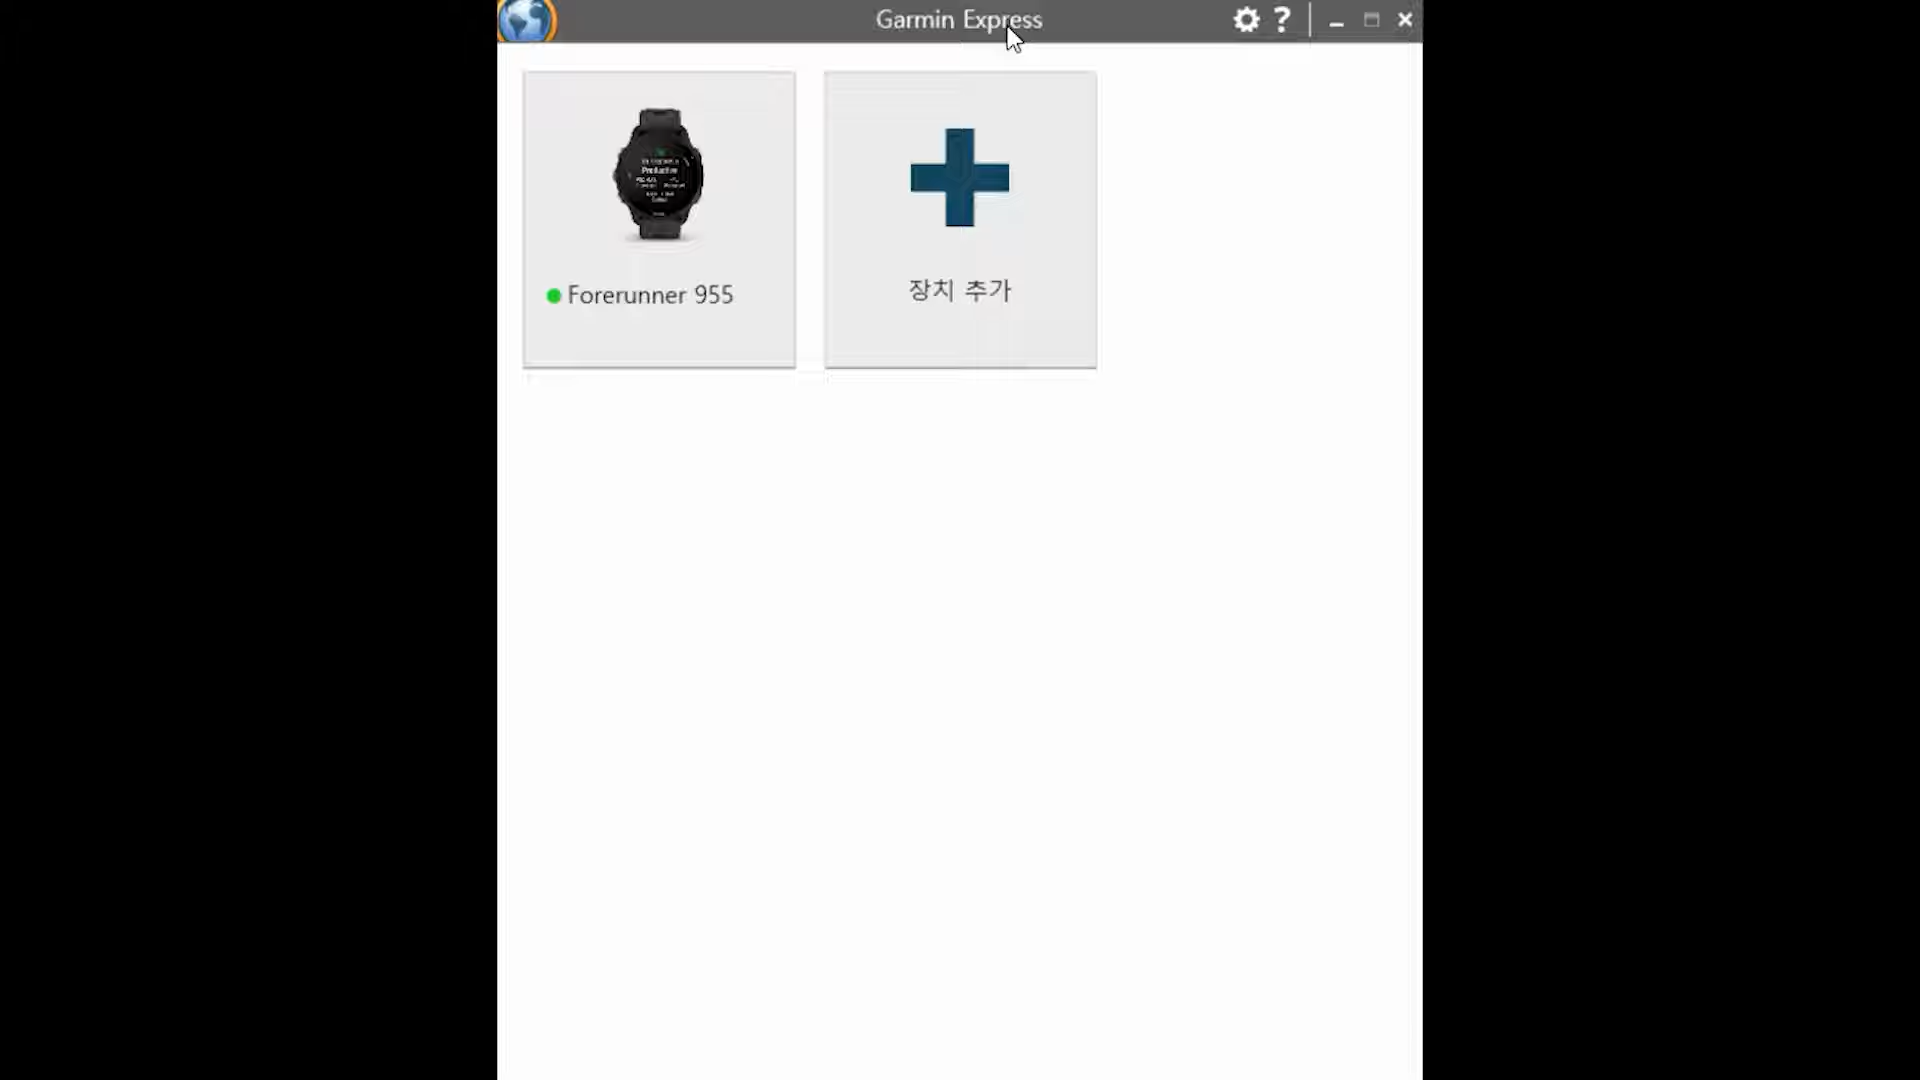 Garmin Express
Forerunner 955
장치 추가